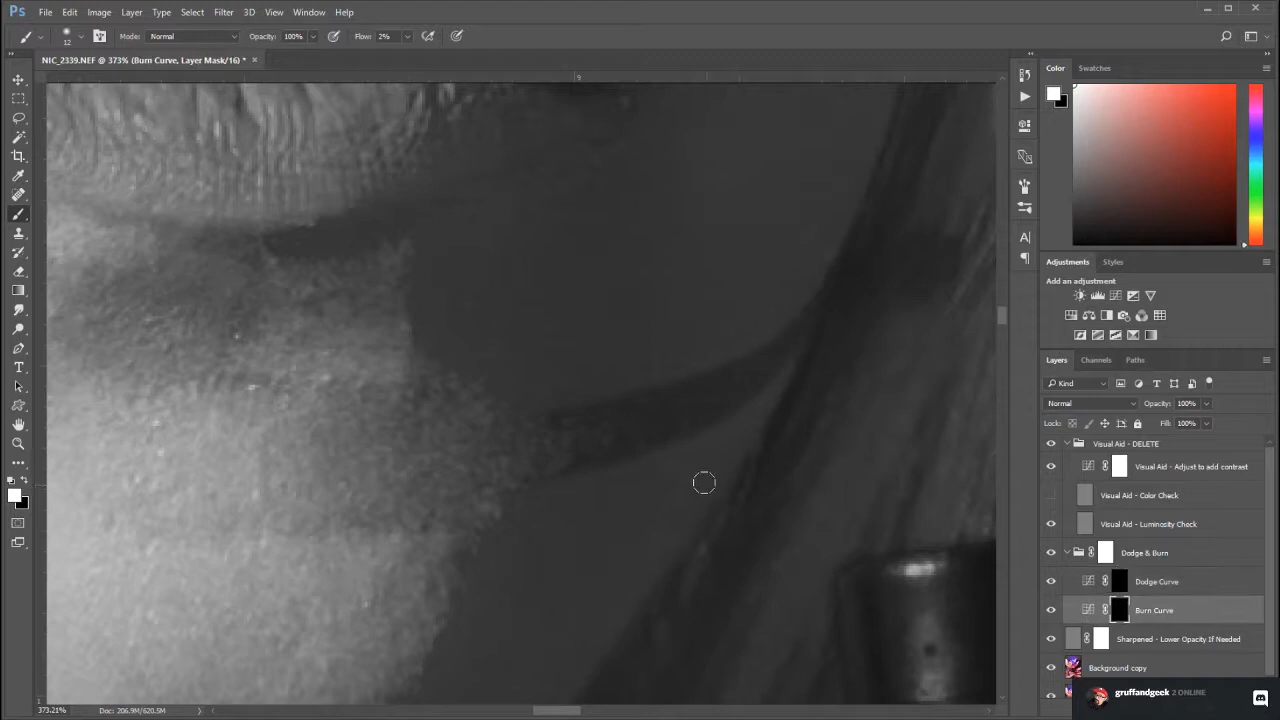 Ps File Edit Image Layer Type Select Filter 3D View Window Help
12 Mode: Normal Opacity: 100% Flow: 2%
NIC_2339.NEF @ 373% (Burn Curve, Layer Mask/16) * ×
9
Color Swatches
Adjustments Styles
Add an adjustment
Layers Channels Paths
Kind
Normal Opacity: 100%
Lock: Fill: 100%
Visual Aid - DELETE
Visual Aid - Adjust to add contrast
Visual Aid - Color Check
Visual Aid - Luminosity Check
Dodge & Burn
Dodge Curve
Burn Curve
Sharpened - Lower Opacity If Needed
Background copy
gruffandgeek 2 ONLINE
373.21% Doc: 206.9M/620.5M